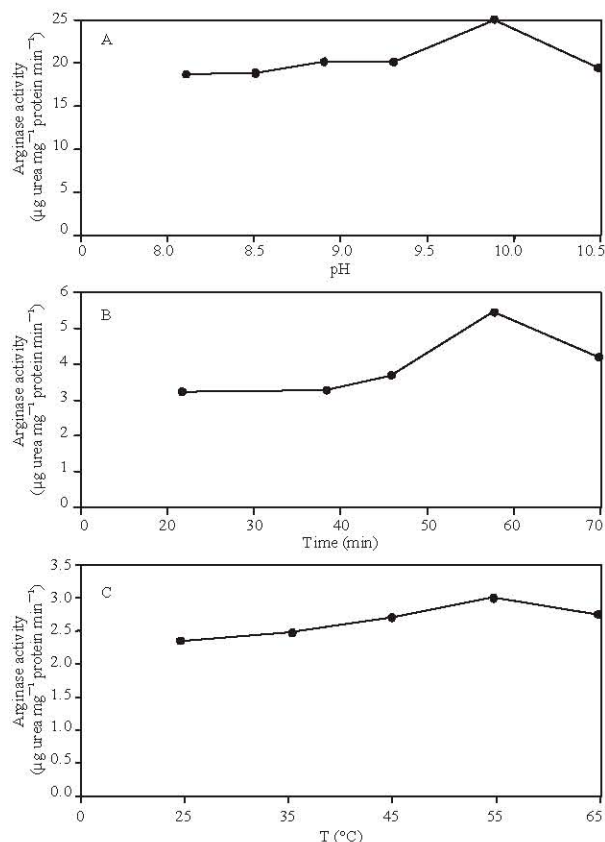 A
Arginase activity
(µg urea mg⁻¹ protein min⁻¹)
25
20
15
10
5
0
0 8.0 8.5 9.0 9.5 10.0 10.5
pH
B
Arginase activity
(µg urea mg⁻¹ protein min⁻¹)
6
5
4
3
2
1
0
0 20 30 40 50 60 70
Time (min)
C
Arginase activity
(µg urea mg⁻¹ protein min⁻¹)
3.5
3.0
2.5
2.0
1.5
1.0
0.5
0.0
0 25 35 45 55 65
T (°C)